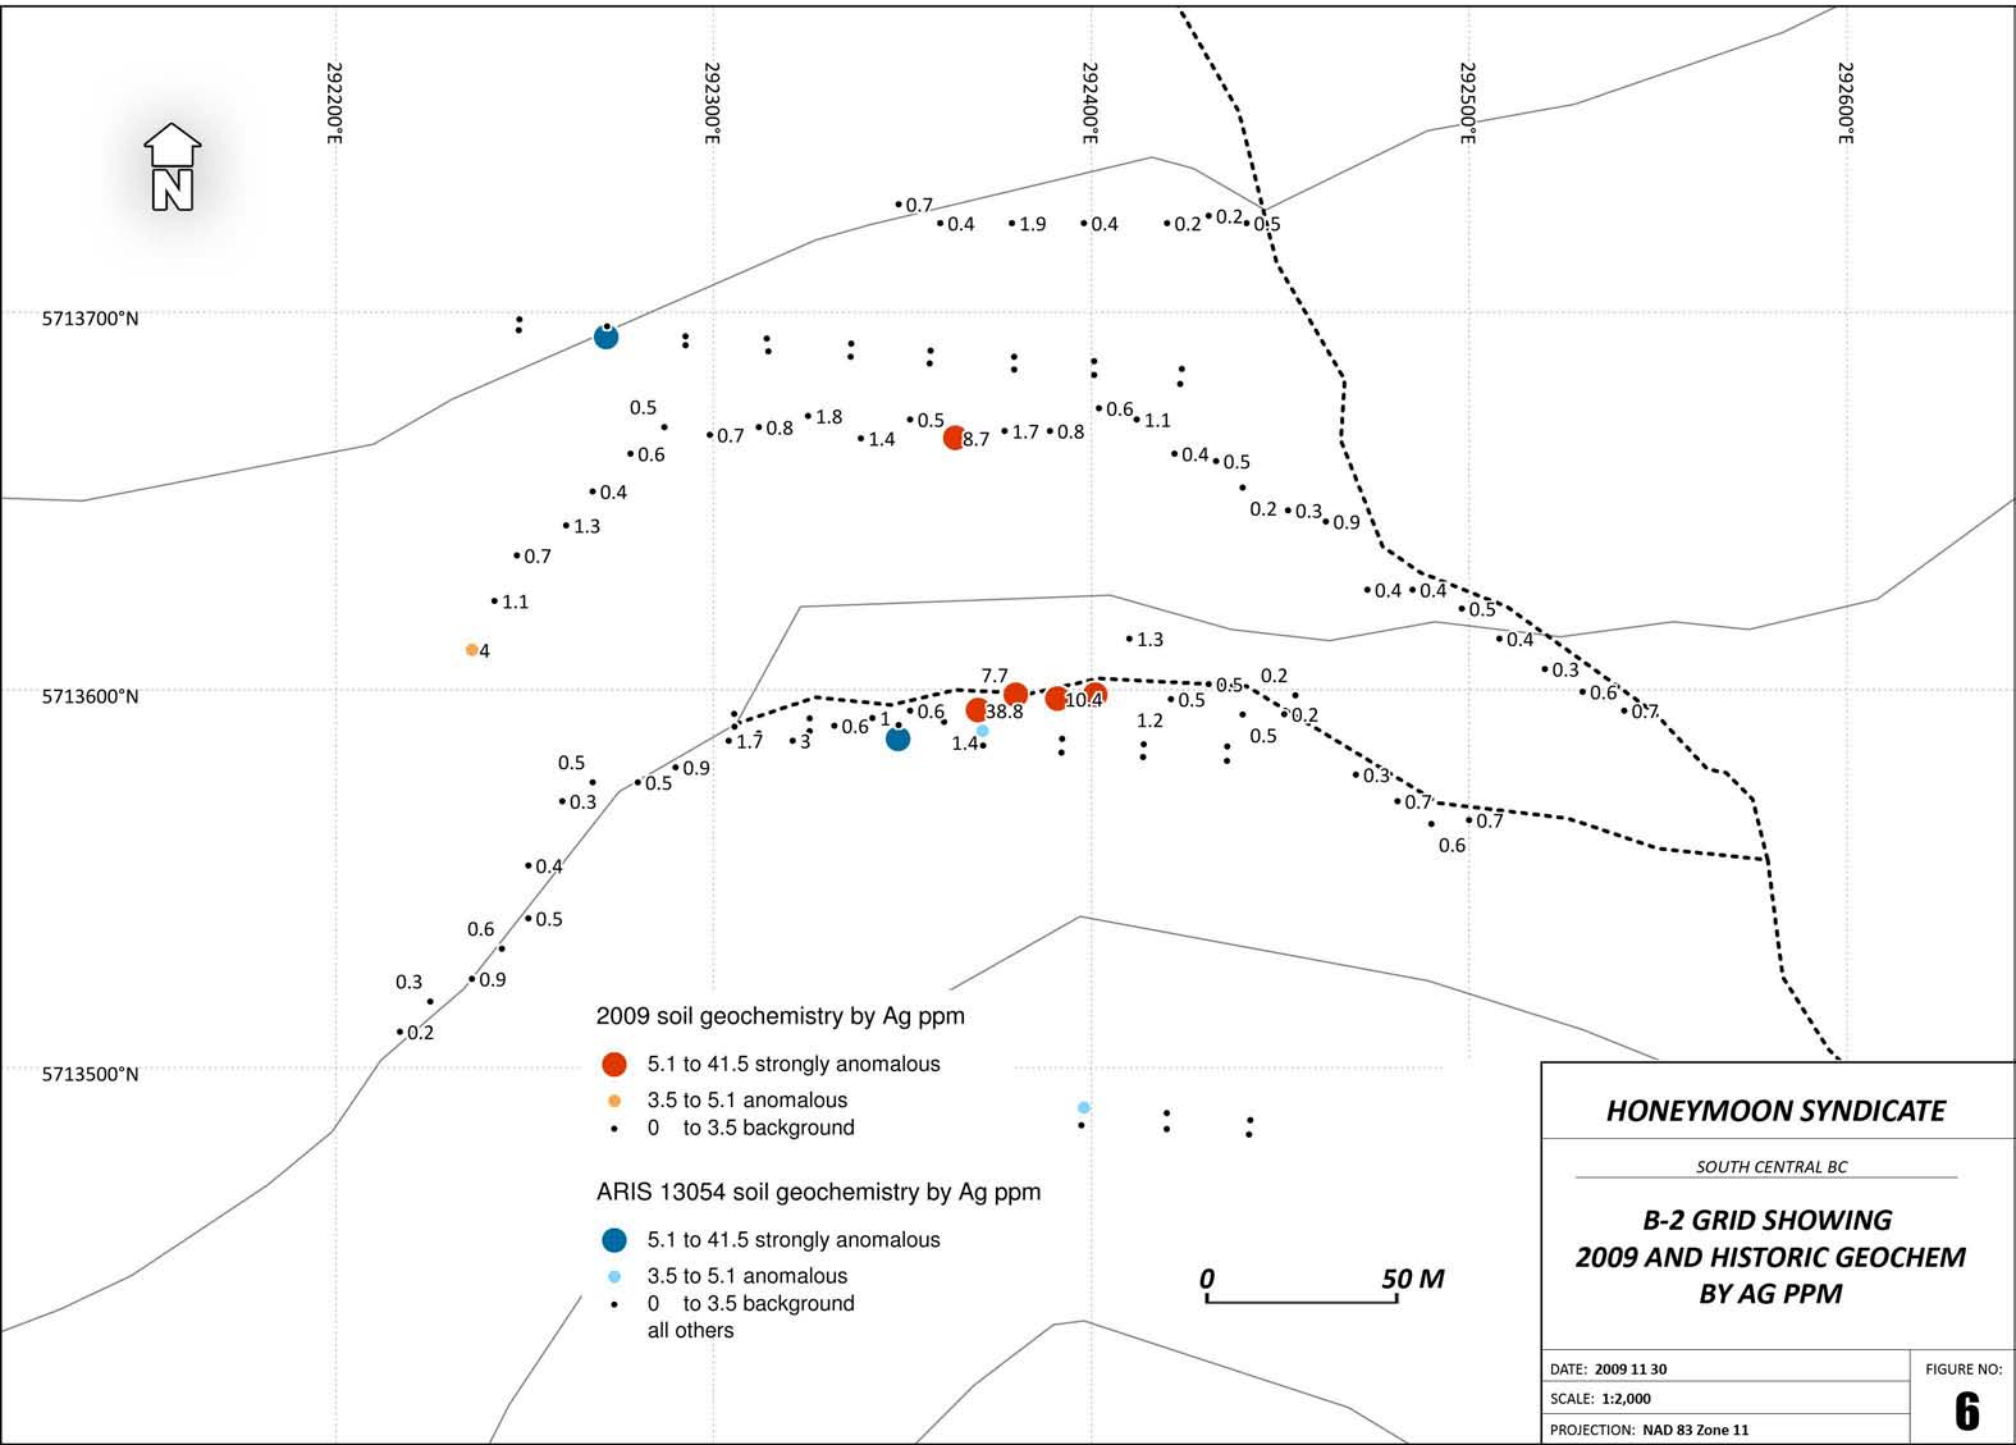 292200°E
292300°E
292400°E
292500°E
292600°E
N
0.7
0.4
1.9
0.4
0.2
0.2
0.5
5713700°N
0.5
0.7
0.8
1.8
1.4
0.5
8.7
1.7
0.8
0.6
1.1
0.6
0.4
0.5
0.4
0.2
0.3
0.9
1.3
0.7
1.1
0.4
0.4
0.5
4
1.3
0.4
0.3
0.6
0.7
5713600°N
7.7
0.5
0.2
38.8
10.4
0.5
0.2
1.7
3
0.6
1
0.6
1.4
1.2
0.5
0.5
0.3
0.5
0.9
0.3
0.7
0.7
0.6
0.4
0.5
0.6
0.9
0.3
0.2
5713500°N
2009 soil geochemistry by Ag ppm
5.1 to 41.5 strongly anomalous
3.5 to 5.1 anomalous
0 to 3.5 background
ARIS 13054 soil geochemistry by Ag ppm
5.1 to 41.5 strongly anomalous
3.5 to 5.1 anomalous
0 to 3.5 background
all others
0 50 M
HONEYMOON SYNDICATE
SOUTH CENTRAL BC
B-2 GRID SHOWING
2009 AND HISTORIC GEOCHEM
BY AG PPM
DATE: 2009 11 30
SCALE: 1:2,000
PROJECTION: NAD 83 Zone 11
FIGURE NO:
6